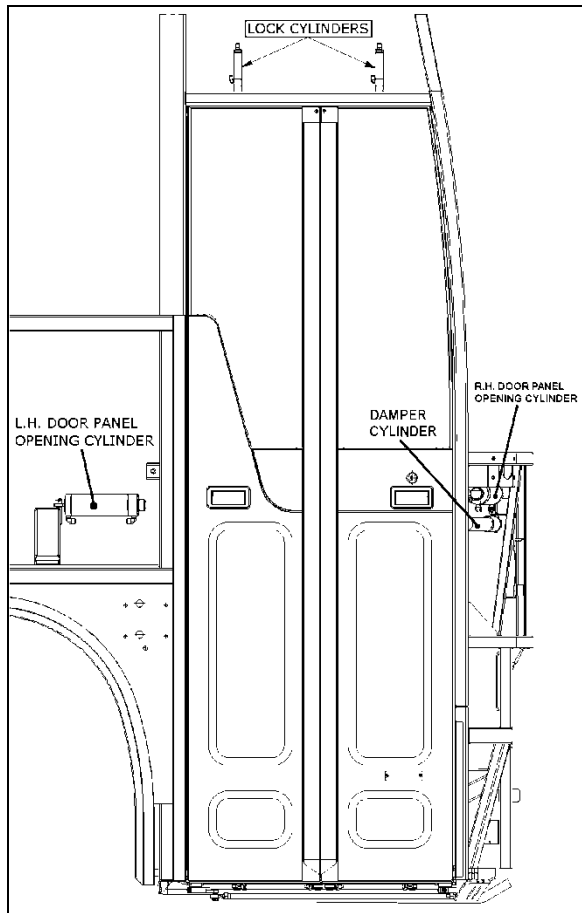 LOCK CYLINDERS
R.H. DOOR PANEL
OPENING CYLINDER
DAMPER
CYLINDER
L.H. DOOR PANEL
OPENING CYLINDER